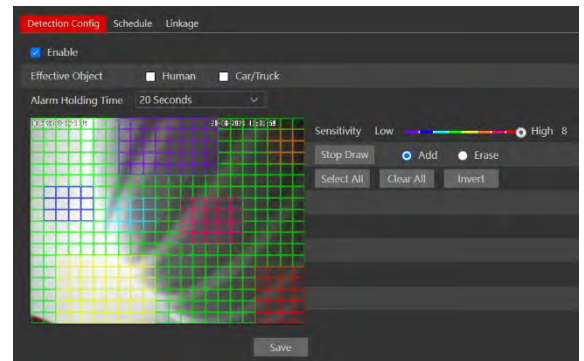 Detection Config Schedule Linkage
Enable
Effective Object Human Car/Truck
Alarm Holding Time 20 Seconds
Sensitivity Low High 8
Stop Draw Add Erase
Select All Clear All Invert
Save